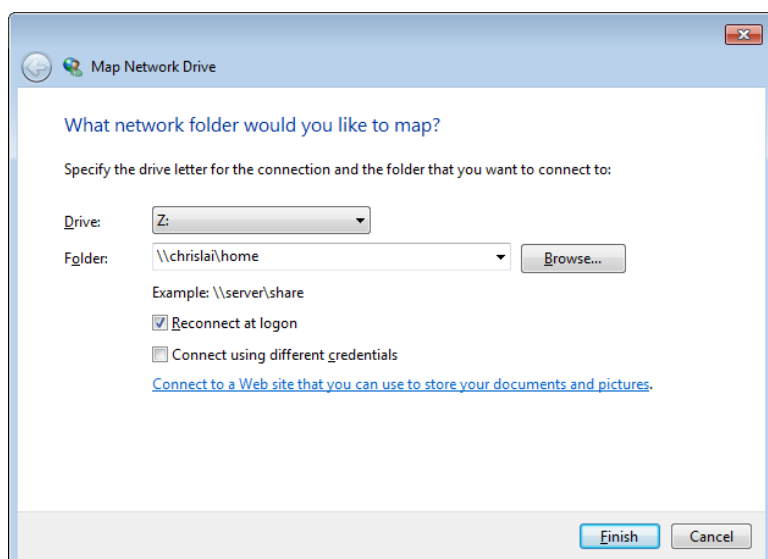 Map Network Drive
What network folder would you like to map?
Specify the drive letter for the connection and the folder that you want to connect to:
Drive: Z:
Folder: \\chrislai\home Browse...
Example: \\server\share
Reconnect at logon
Connect using different credentials
Connect to a Web site that you can use to store your documents and pictures.
Finish Cancel